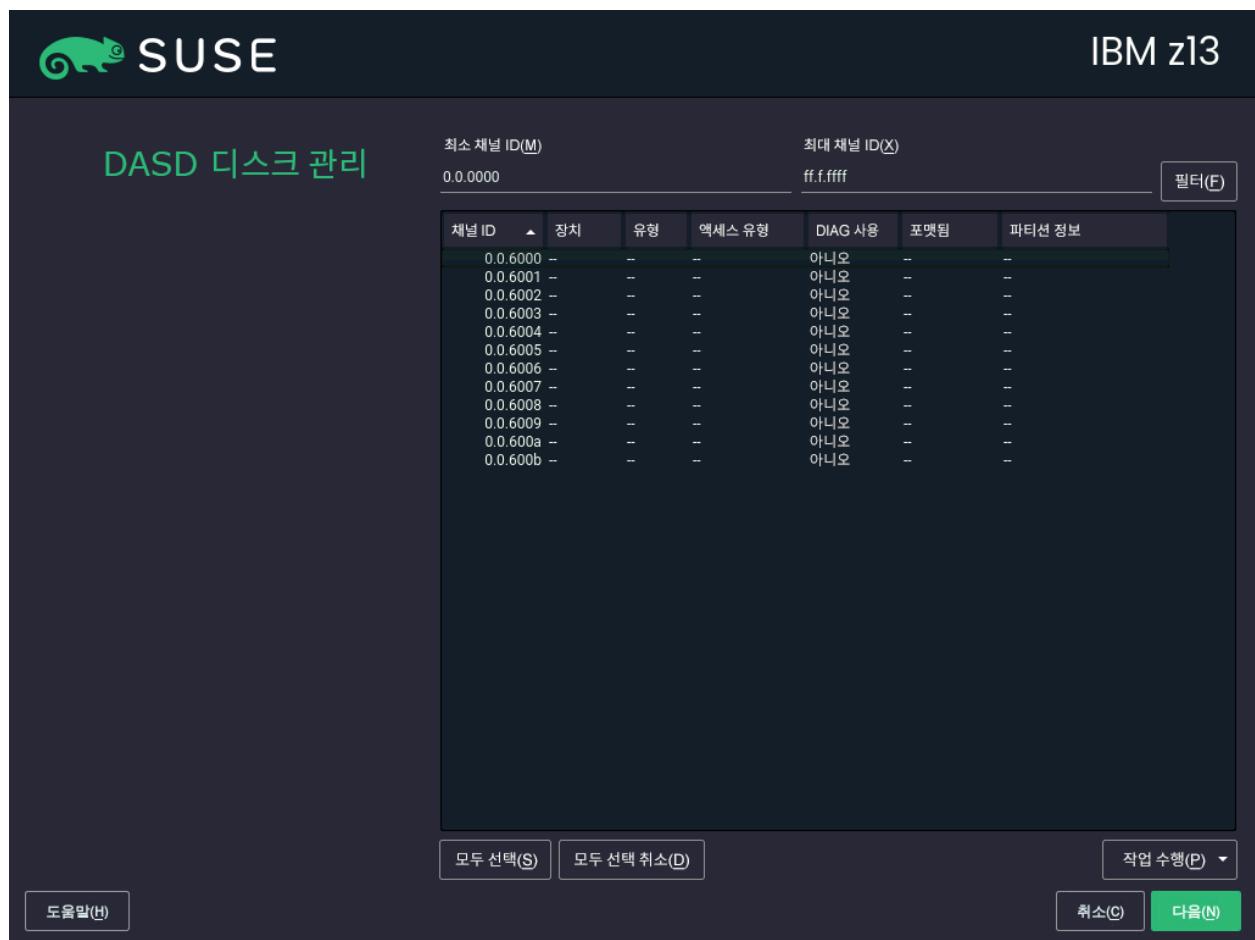 SUSE
IBM z13
DASD 디스크 관리
최소 채널 ID(M)
최대 채널 ID(X)
0.0.0000
ff.f.ffff
필터(F)
채널 ID 장치 유형 액세스 유형 DIAG 사용 포맷됨 파티션 정보
0.0.6000 -- -- -- 아니오 -- --
0.0.6001 -- -- -- 아니오 -- --
0.0.6002 -- -- -- 아니오 -- --
0.0.6003 -- -- -- 아니오 -- --
0.0.6004 -- -- -- 아니오 -- --
0.0.6005 -- -- -- 아니오 -- --
0.0.6006 -- -- -- 아니오 -- --
0.0.6007 -- -- -- 아니오 -- --
0.0.6008 -- -- -- 아니오 -- --
0.0.6009 -- -- -- 아니오 -- --
0.0.600a -- -- -- 아니오 -- --
0.0.600b -- -- -- 아니오 -- --
모두 선택(S)
모두 선택 취소(D)
작업 수행(P)
도움말(H)
취소(C)
다음(N)